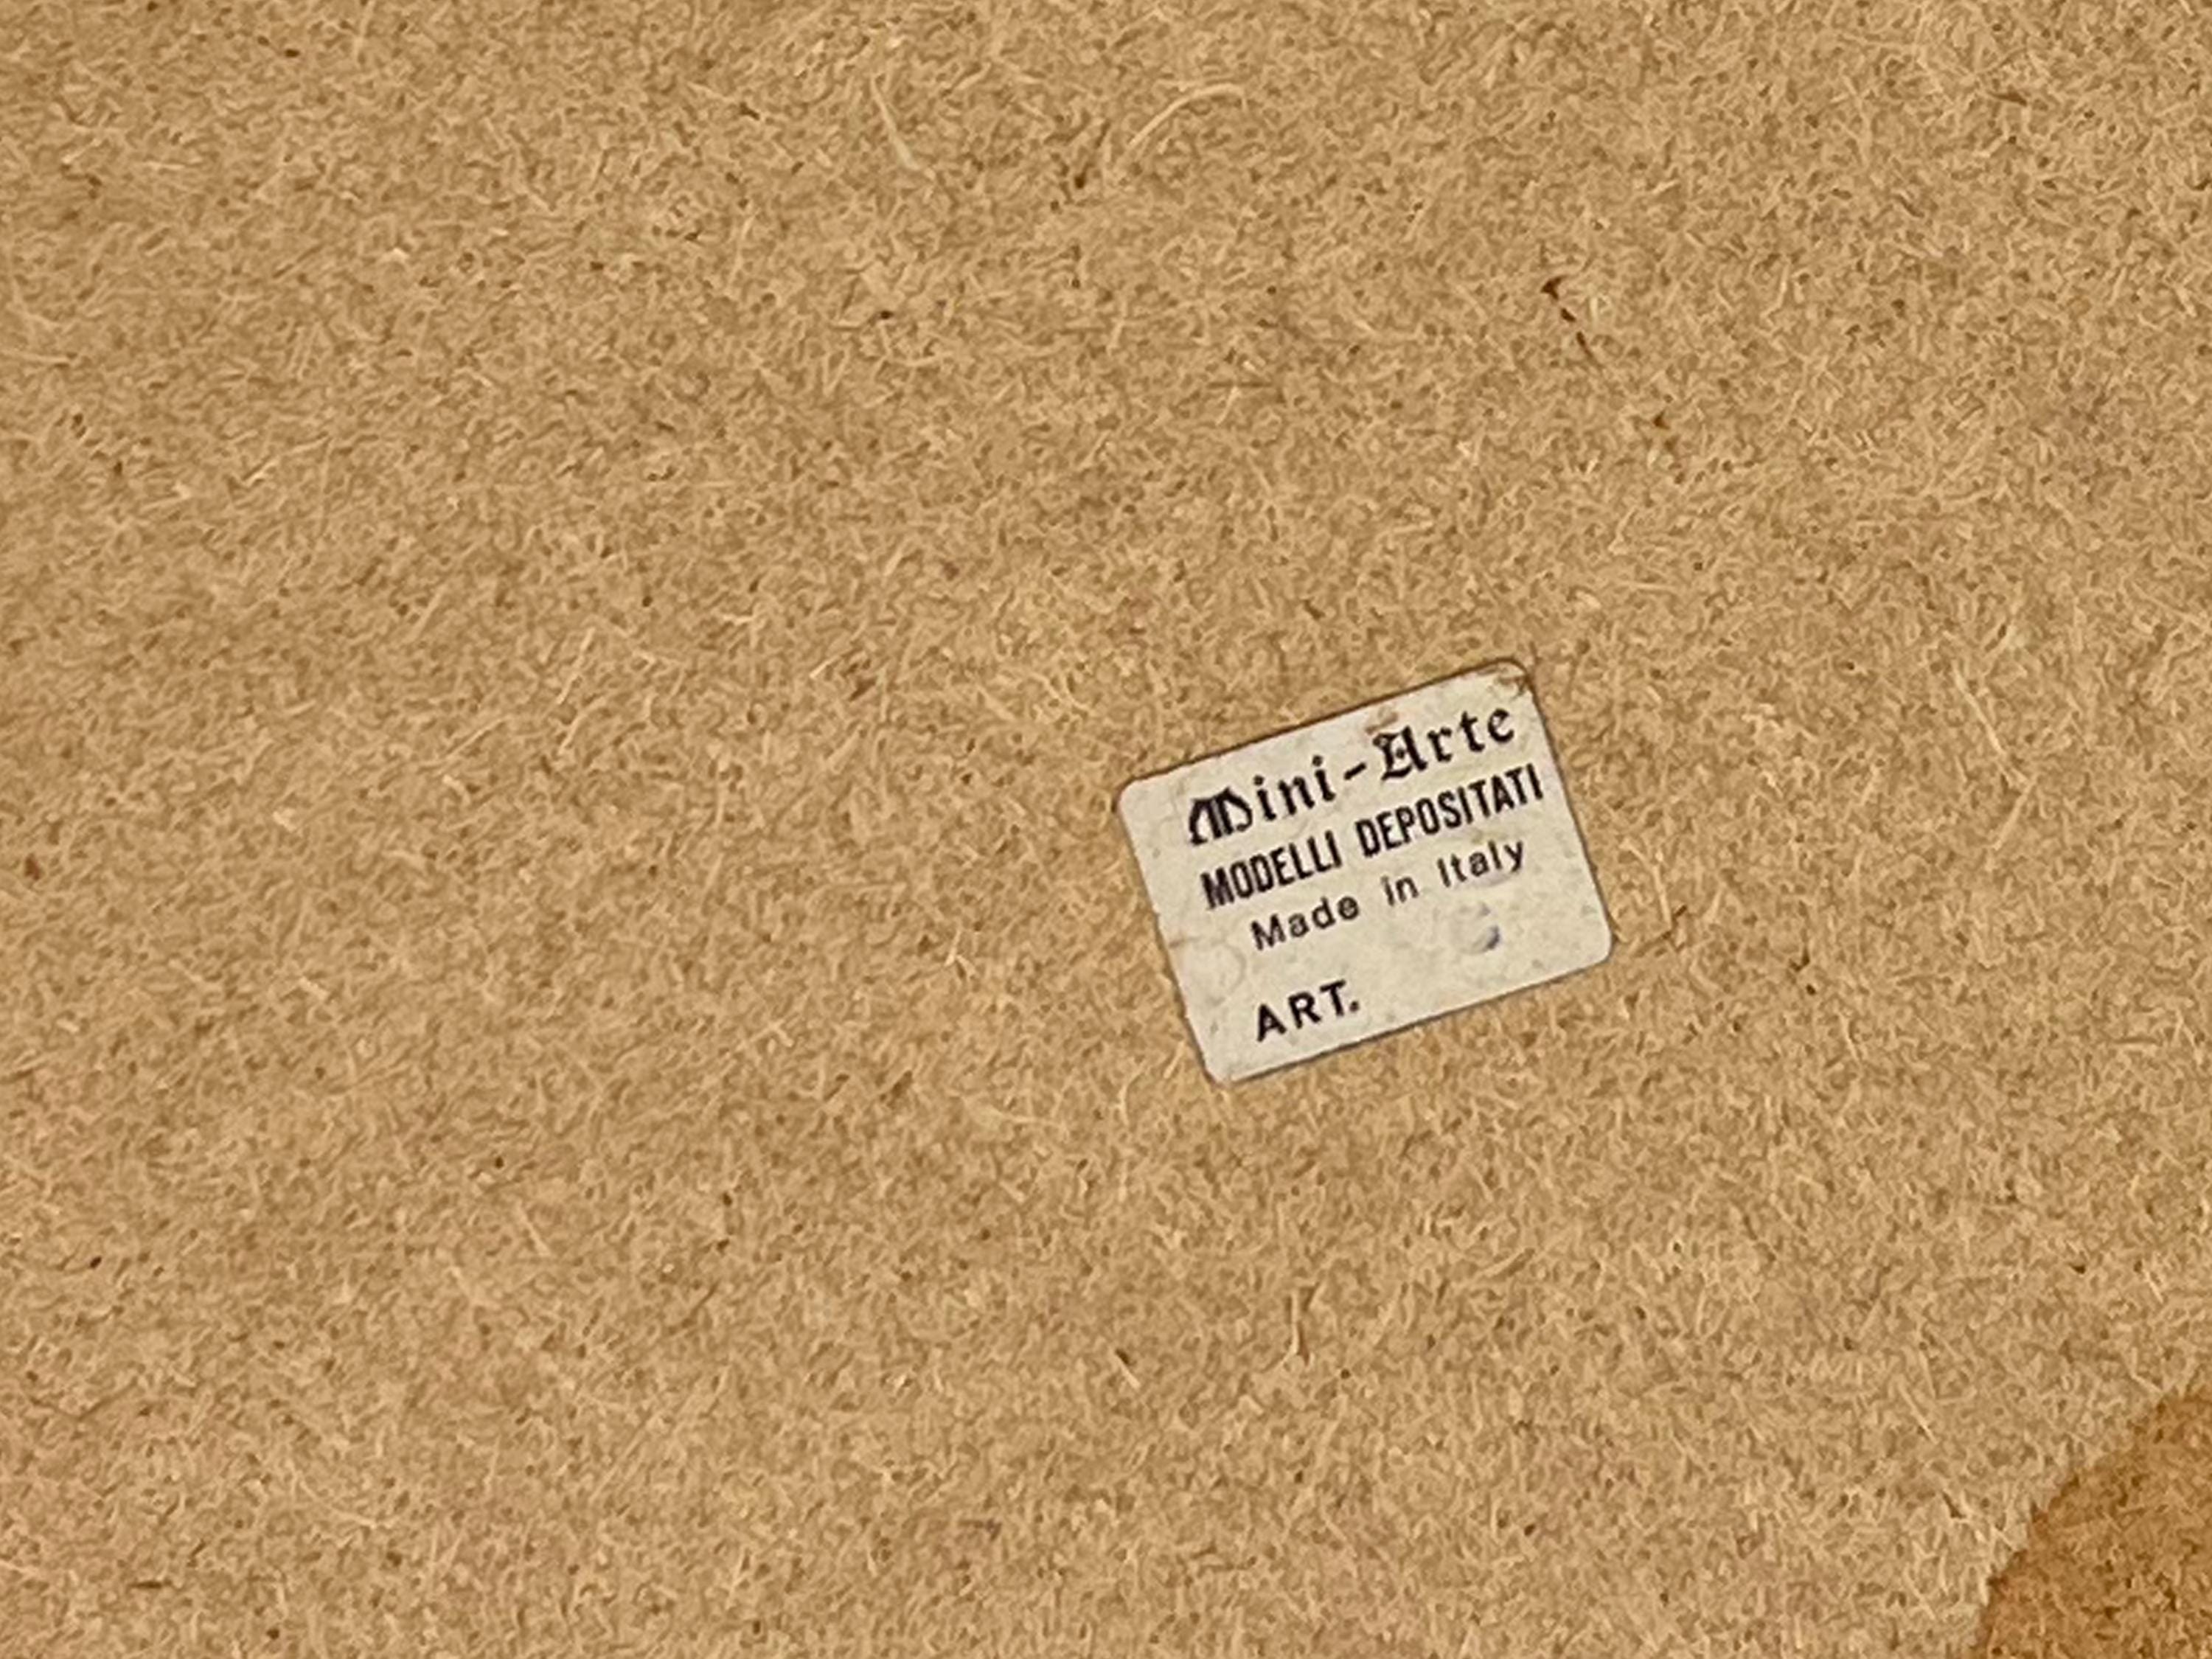 Mini-Arte
MODELLI DEPOSITATI
Made in Italy
ART.